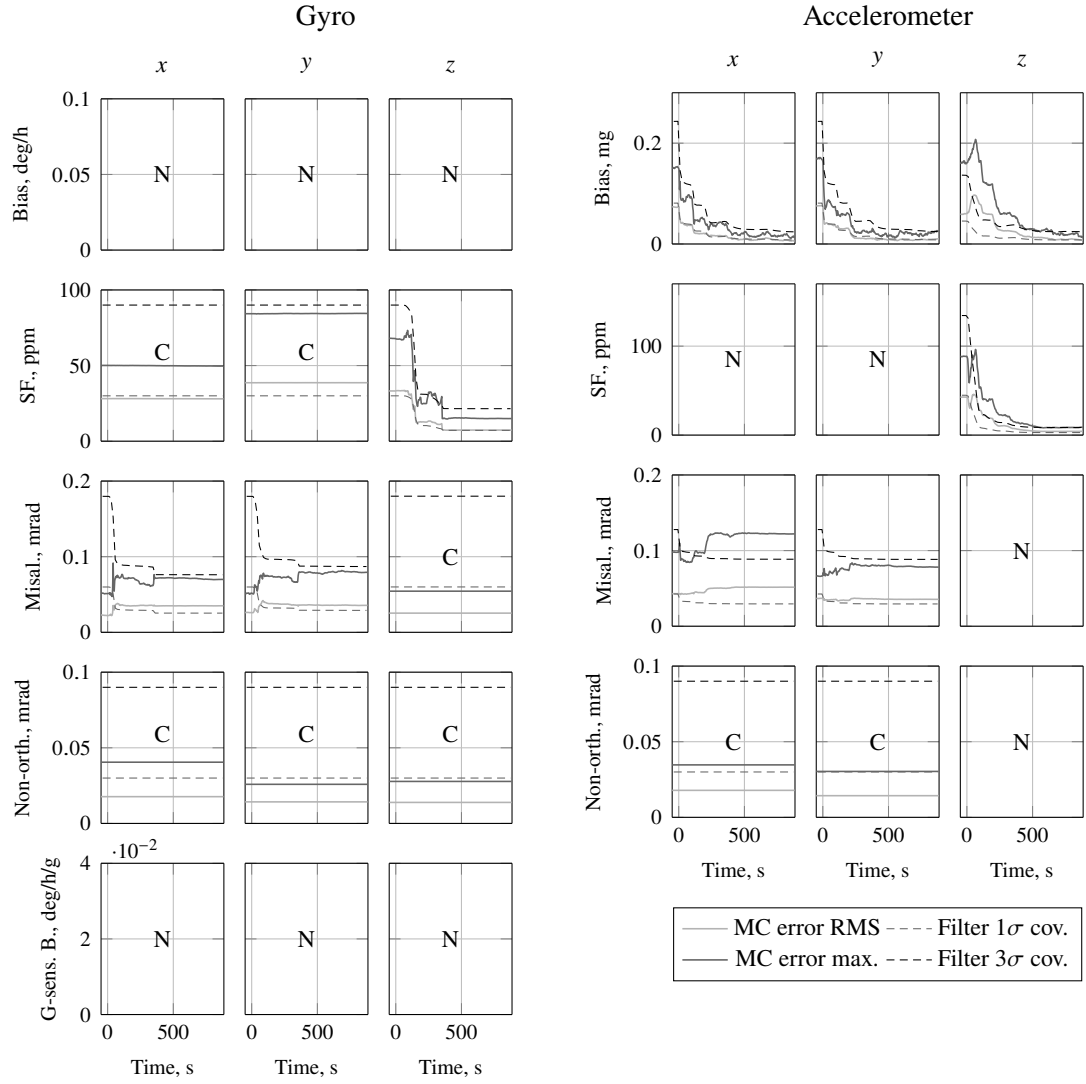 Gyro
x y z
Bias, deg/h
0.1
0.05
0
N N N
SF., ppm
100
50
0
C C
Misal., mrad
0.2
0.1
0
C
Non-orth., mrad
0.1
0.05
0
C C C
G-sens. B., deg/h/g
·10⁻²
4
2
0
N N N
0 500 0 500 0 500
Time, s Time, s Time, s
Accelerometer
x y z
Bias, mg
0.2
0
SF., ppm
100
0
N N
Misal., mrad
0.2
0.1
0
N
Non-orth., mrad
0.1
0.05
0
C C N
0 500 0 500 0 500
Time, s Time, s Time, s
MC error RMS Filter 1σ cov.
MC error max. Filter 3σ cov.